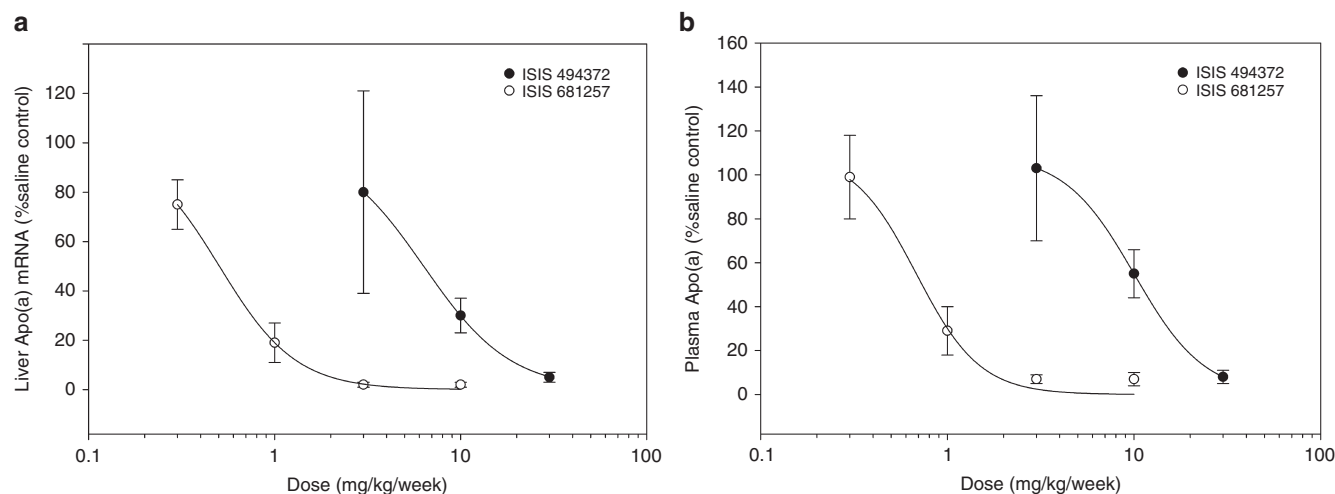 a
Liver Apo(a) mRNA (%saline control)
120
100
80
60
40
20
0
ISIS 494372
ISIS 681257
0.1
1
10
100
Dose (mg/kg/week)
b
Plasma Apo(a) (%saline control)
160
140
120
100
80
60
40
20
0
ISIS 494372
ISIS 681257
0.1
1
10
100
Dose (mg/kg/week)